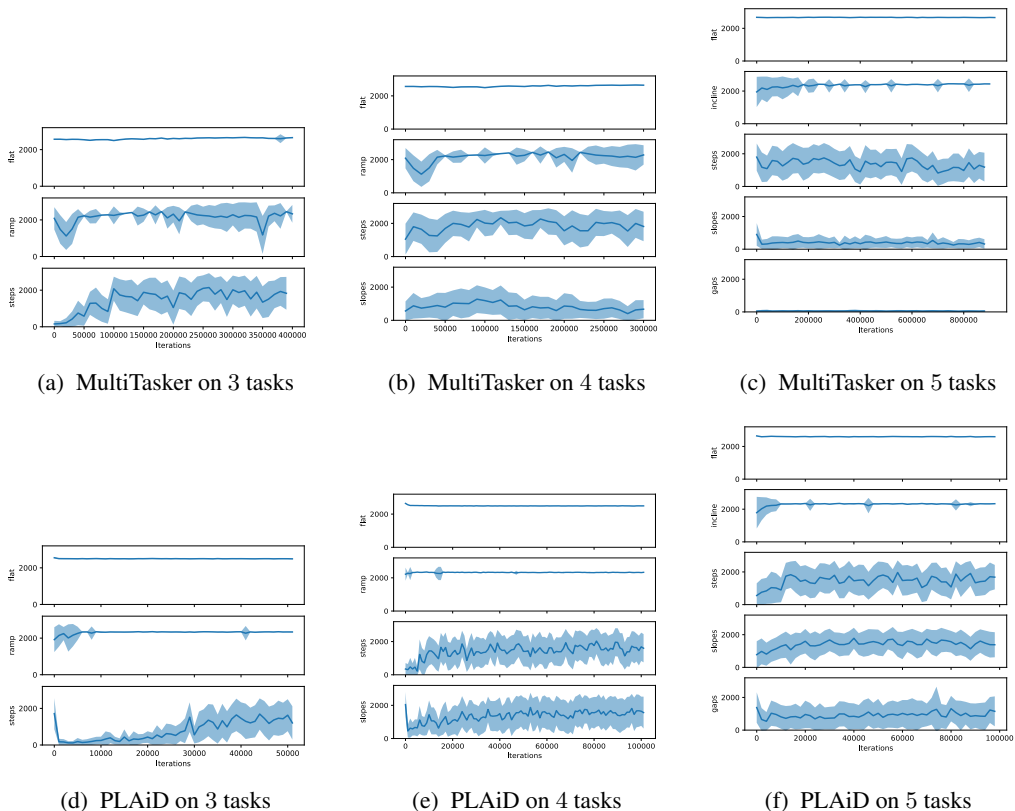 flat
2000
0
ramp
2000
0
steps
2000
0
0 50000 100000 150000 200000 250000 300000 350000 400000
Iterations
(a) MultiTasker on 3 tasks
flat
2000
0
ramp
2000
0
steps
2000
0
slopes
2000
0
0 50000 100000 150000 200000 250000 300000
Iterations
(b) MultiTasker on 4 tasks
flat
2000
0
incline
2000
0
steps
2000
0
slopes
2000
0
gaps
2000
0
0 200000 400000 600000 800000
Iterations
(c) MultiTasker on 5 tasks
flat
2000
0
ramp
2000
0
steps
2000
0
0 10000 20000 30000 40000 50000
Iterations
(d) PLAiD on 3 tasks
flat
2000
0
ramp
2000
0
steps
2000
0
slopes
2000
0
0 20000 40000 60000 80000 100000
Iterations
(e) PLAiD on 4 tasks
flat
2000
0
incline
2000
0
steps
2000
0
slopes
2000
0
gaps
2000
0
0 20000 40000 60000 80000 100000
Iterations
(f) PLAiD on 5 tasks